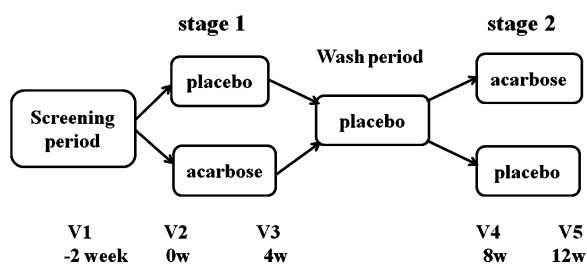 stage 1
stage 2
Wash period
placebo
acarbose
Screening
period
placebo
acarbose
placebo
V1
V2
V3
V4
V5
-2 week
0w
4w
8w
12w